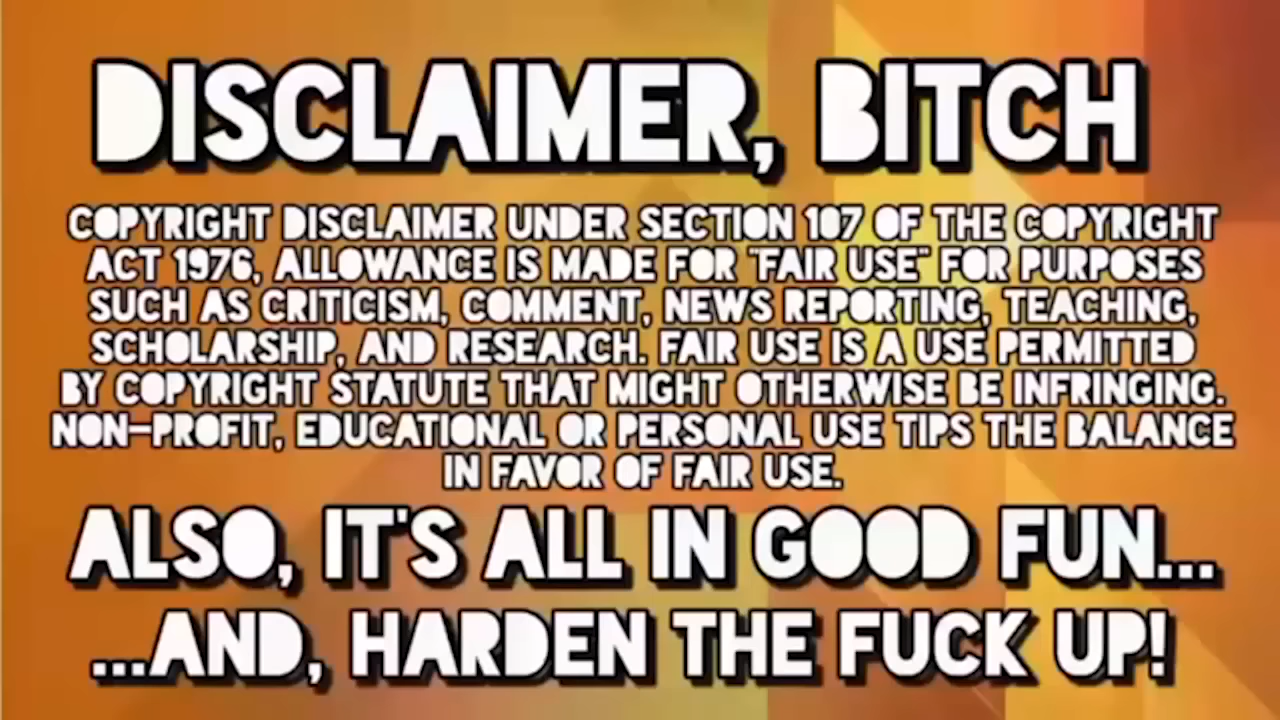 DISCLAIMER, BITCH
COPYRIGHT DISCLAIMER UNDER SECTION 107 OF THE COPYRIGHT
ACT 1976, ALLOWANCE IS MADE FOR "FAIR USE" FOR PURPOSES
SUCH AS CRITICISM, COMMENT, NEWS REPORTING, TEACHING,
SCHOLARSHIP, AND RESEARCH. FAIR USE IS A USE PERMITTED
BY COPYRIGHT STATUTE THAT MIGHT OTHERWISE BE INFRINGING.
NON-PROFIT, EDUCATIONAL OR PERSONAL USE TIPS THE BALANCE
IN FAVOR OF FAIR USE.
ALSO, IT'S ALL IN GOOD FUN...
...AND, HARDEN THE FUCK UP!